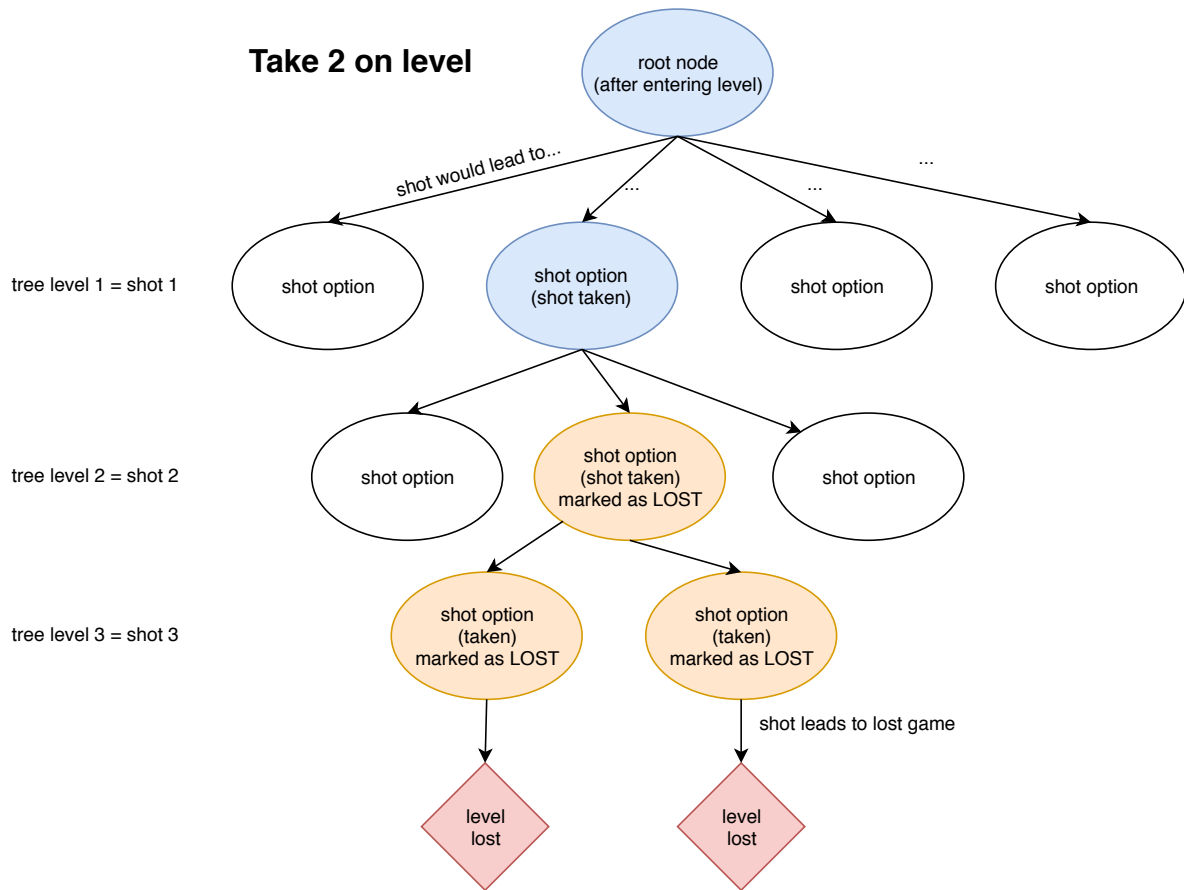 Take 2 on level
root node
(after entering level)
shot would lead to...
...
...
...
tree level 1 = shot 1
shot option
shot option
(shot taken)
shot option
shot option
tree level 2 = shot 2
shot option
shot option
(shot taken)
marked as LOST
shot option
tree level 3 = shot 3
shot option
(taken)
marked as LOST
shot option
(taken)
marked as LOST
shot leads to lost game
level
lost
level
lost